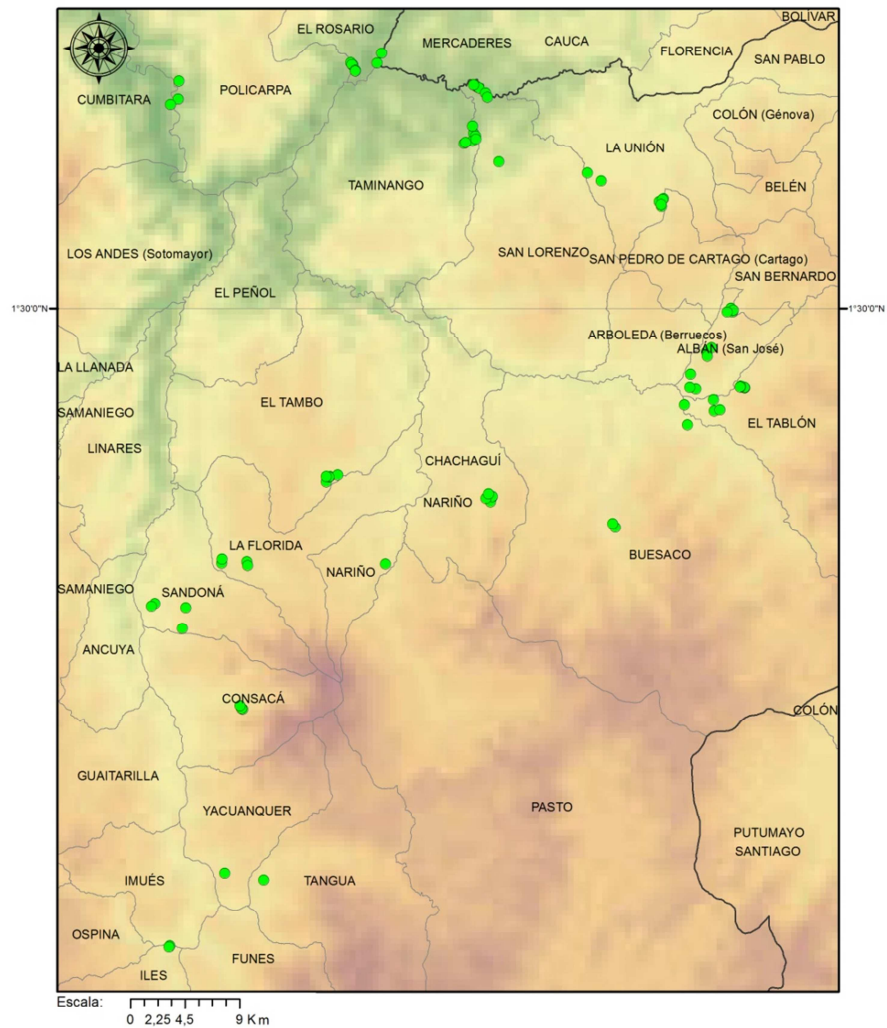 BOLÍVAR
EL ROSARIO
MERCADERES
CAUCA
FLORENCIA
SAN PABLO
CUMBITARA
POLICARPA
COLÓN (Génova)
LA UNIÓN
TAMINANGO
BELÉN
LOS ANDES (Sotomayor)
SAN LORENZO
SAN PEDRO DE CARTAGO (Cartago)
SAN BERNARDO
EL PEÑOL
1°30'0"N
1°30'0"N
ARBOLEDA (Berruecos)
ALBÁN (San José)
LA LLANADA
EL TAMBO
SAMANIEGO
EL TABLÓN
LINARES
CHACHAGUÍ
NARIÑO
LA FLORIDA
BUESACO
NARIÑO
SAMANIEGO
SANDONÁ
ANCUYA
CONSACÁ
COLÓN
GUAITARILLA
YACUANQUER
PASTO
PUTUMAYO
SANTIAGO
IMUÉS
TANGUA
OSPINA
FUNES
ILES
Escala:
0 2,25 4,5 9 Km